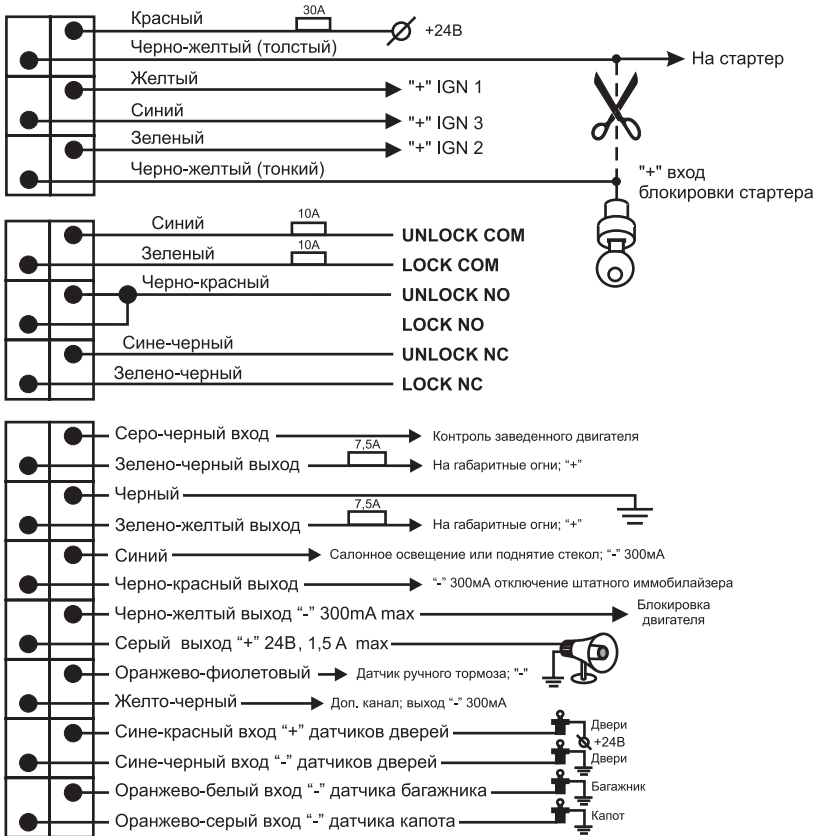 Красный 30А +24В
Черно-желтый (толстый) На стартер
Желтый "+" IGN 1
Синий "+" IGN 3
Зеленый "+" IGN 2
Черно-желтый (тонкий) "+" вход
блокировки стартера
Синий 10А UNLOCK COM
Зеленый 10А LOCK COM
Черно-красный UNLOCK NO
LOCK NO
Сине-черный UNLOCK NC
Зелено-черный LOCK NC
Серо-черный вход Контроль заведенного двигателя
Зелено-черный выход 7,5А На габаритные огни; “+”
Черный
Зелено-желтый выход 7,5А На габаритные огни; “+”
Синий Салонное освещение или поднятие стекол; “-” 300мА
Черно-красный выход “-” 300мА отключение штатного иммобилайзера
Черно-желтый выход “-” 300mA max Блокировка
двигателя
Серый выход “+” 24В, 1,5 А max
Оранжево-фиолетовый Датчик ручного тормоза; "-"
Желто-черный Доп. канал; выход “-” 300мА
Сине-красный вход “+” датчиков дверей Двери
+24В
Сине-черный вход “-” датчиков дверей Двери
Оранжево-белый вход “-” датчика багажника Багажник
Оранжево-серый вход “-” датчика капота Капот